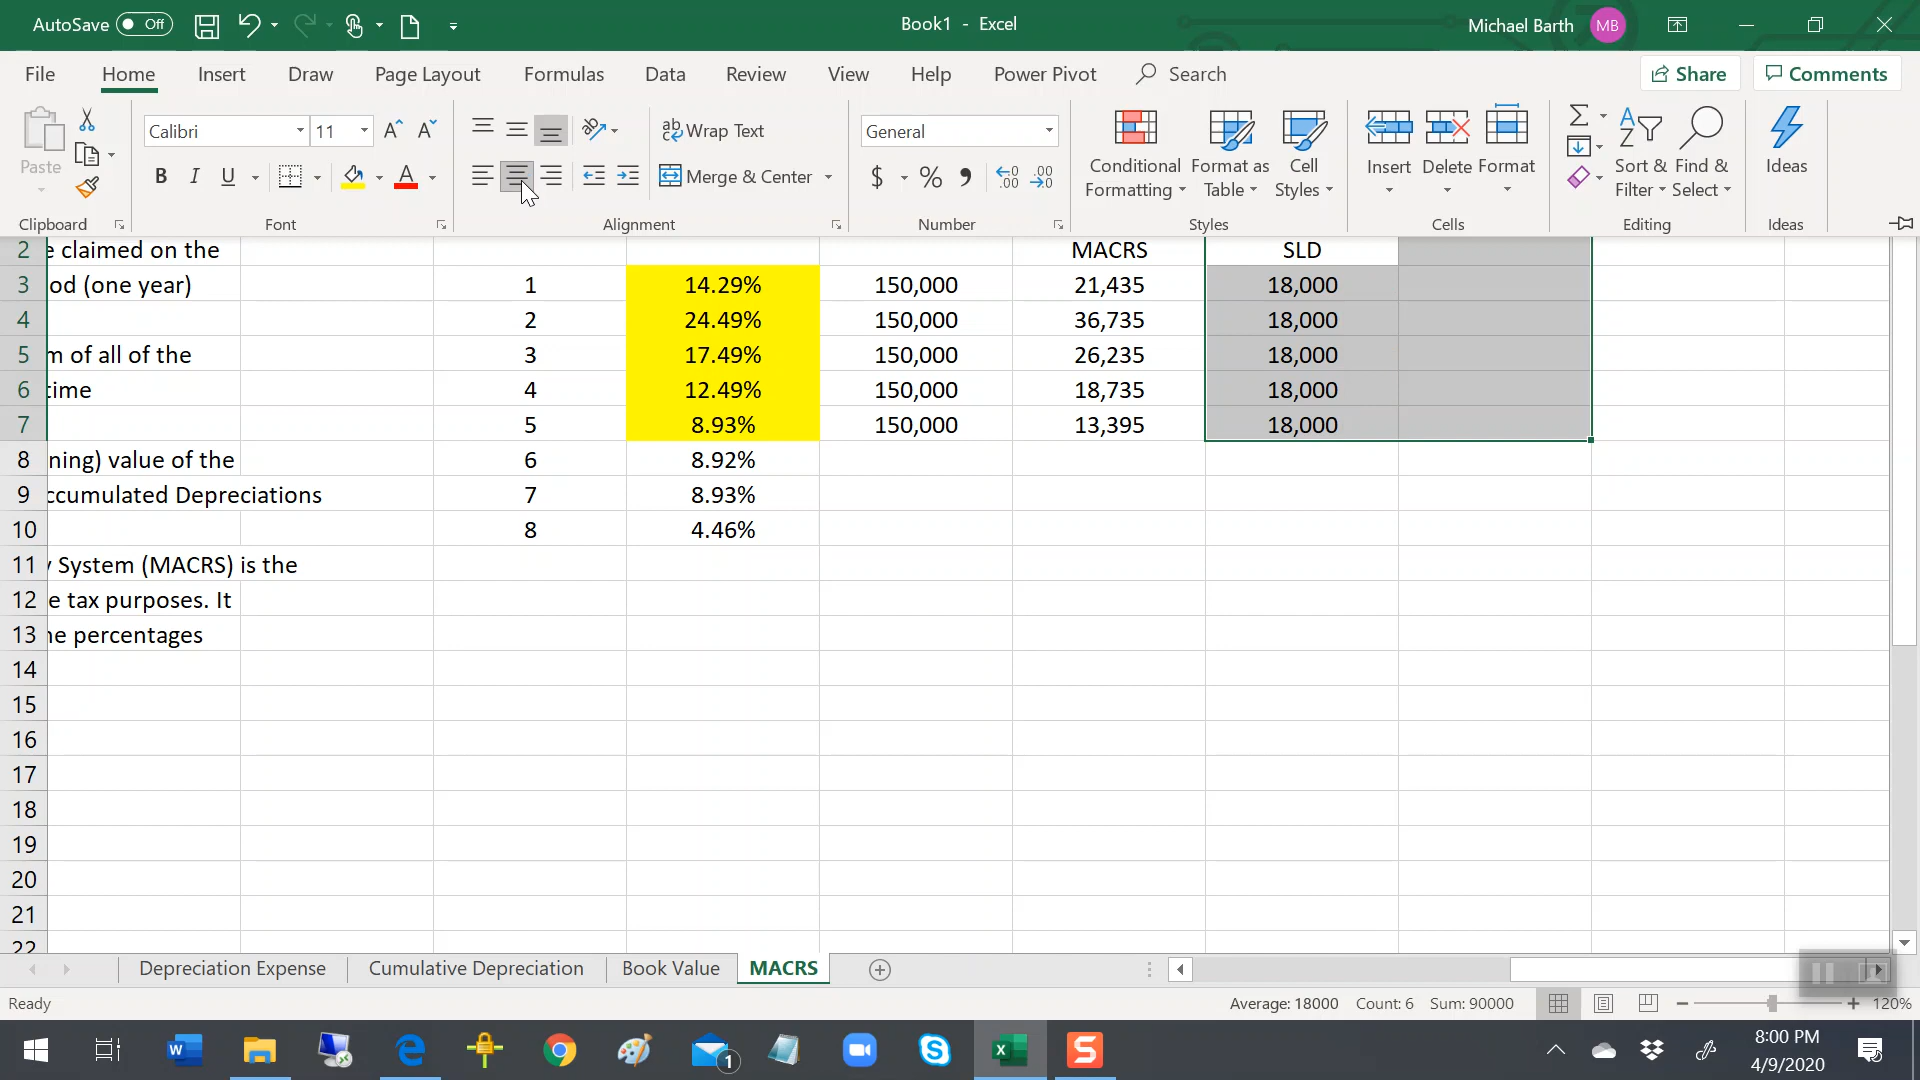 AutoSave Off
Book1 - Excel
Michael Barth MB
File Home Insert Draw Page Layout Formulas Data Review View Help Power Pivot Search
Share Comments
Paste
Clipboard
Calibri 11
A A
B I U A
Font
ab
Wrap Text
Merge & Center
Alignment
General
$ % 9 .00 .00
Number
Conditional Formatting
Format as Table
Cell Styles
Styles
Insert Delete Format
Cells
Sort & Filter
Find & Select
Editing
Ideas
Ideas
2 e claimed on the MACRS SLD
3 od (one year) 1 14.29% 150,000 21,435 18,000
4 2 24.49% 150,000 36,735 18,000
5 m of all of the 3 17.49% 150,000 26,235 18,000
6 time 4 12.49% 150,000 18,735 18,000
7 5 8.93% 150,000 13,395 18,000
8 ning) value of the 6 8.92%
9 ccumulated Depreciations 7 8.93%
10 8 4.46%
11 y System (MACRS) is the
12 e tax purposes. It
13 ne percentages
14
15
16
17
18
19
20
21
22
Depreciation Expense Cumulative Depreciation Book Value MACRS
Ready
Average: 18000 Count: 6 Sum: 90000
120%
1
8:00 PM
4/9/2020